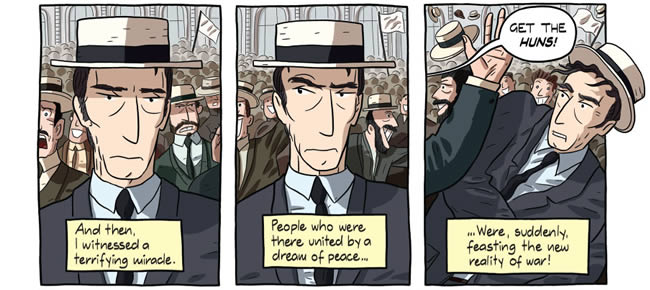 And then,
I witnessed a
terrifying miracle.
People who were
there united by a
dream of peace...
GET THE
HUNS!
...Were, suddenly,
feasting the new
reality of war!